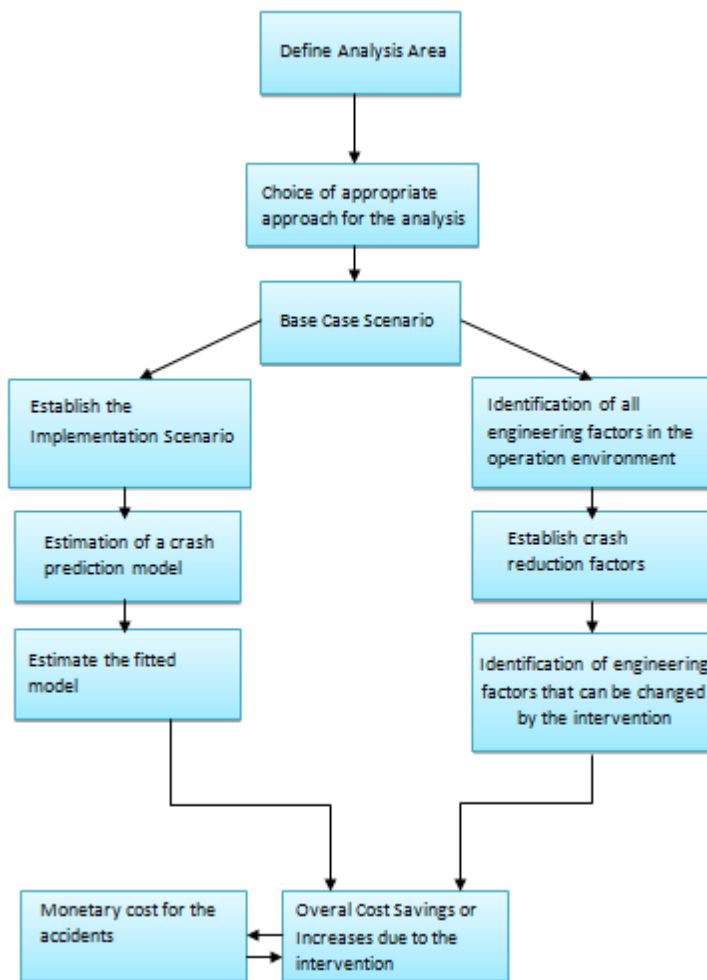 Define Analysis Area
Choice of appropriate
approach for the analysis
Base Case Scenario
Establish the
Implementation Scenario
Estimation of a crash
prediction model
Estimate the fitted
model
Identification of all
engineering factors in the
operation environment
Establish crash
reduction factors
Identification of engineering
factors that can be changed
by the intervention
Monetary cost for the
accidents
Overal Cost Savings or
Increases due to the
intervention